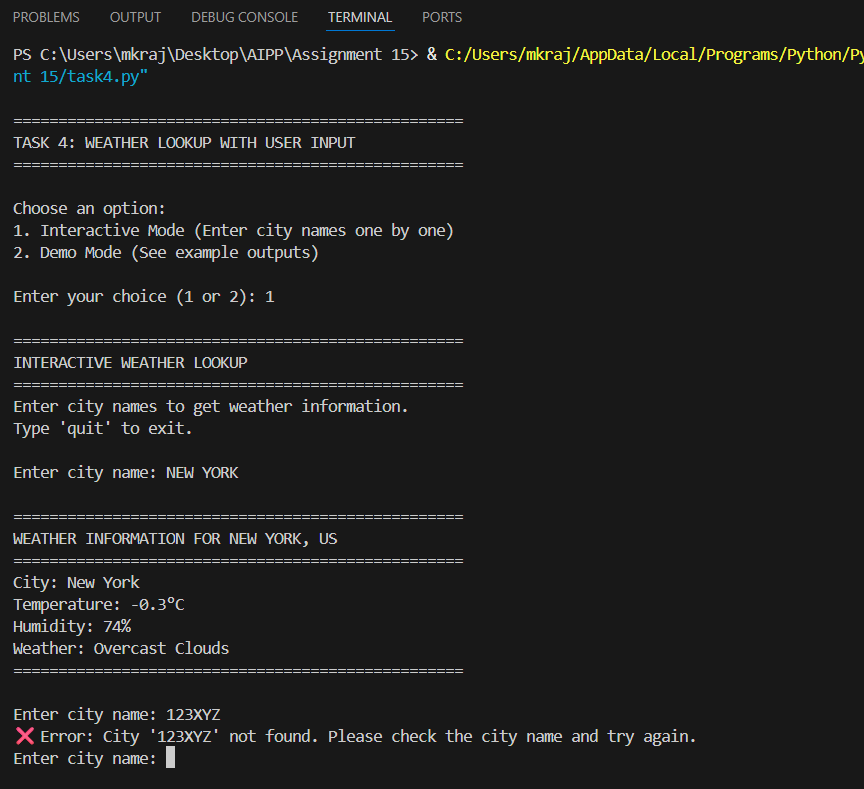 PROBLEMS OUTPUT DEBUG CONSOLE TERMINAL PORTS
PS C:\Users\mkraj\Desktop\AIPP\Assignment 15> & C:/Users/mkraj/AppData/Local/Programs/Python/Py
nt 15/task4.py"
==================================================
TASK 4: WEATHER LOOKUP WITH USER INPUT
==================================================
Choose an option:
1. Interactive Mode (Enter city names one by one)
2. Demo Mode (See example outputs)
Enter your choice (1 or 2): 1
==================================================
INTERACTIVE WEATHER LOOKUP
==================================================
Enter city names to get weather information.
Type 'quit' to exit.
Enter city name: NEW YORK
==================================================
WEATHER INFORMATION FOR NEW YORK, US
==================================================
City: New York
Temperature: -0.3°C
Humidity: 74%
Weather: Overcast Clouds
==================================================
Enter city name: 123XYZ
❌ Error: City '123XYZ' not found. Please check the city name and try again.
Enter city name: